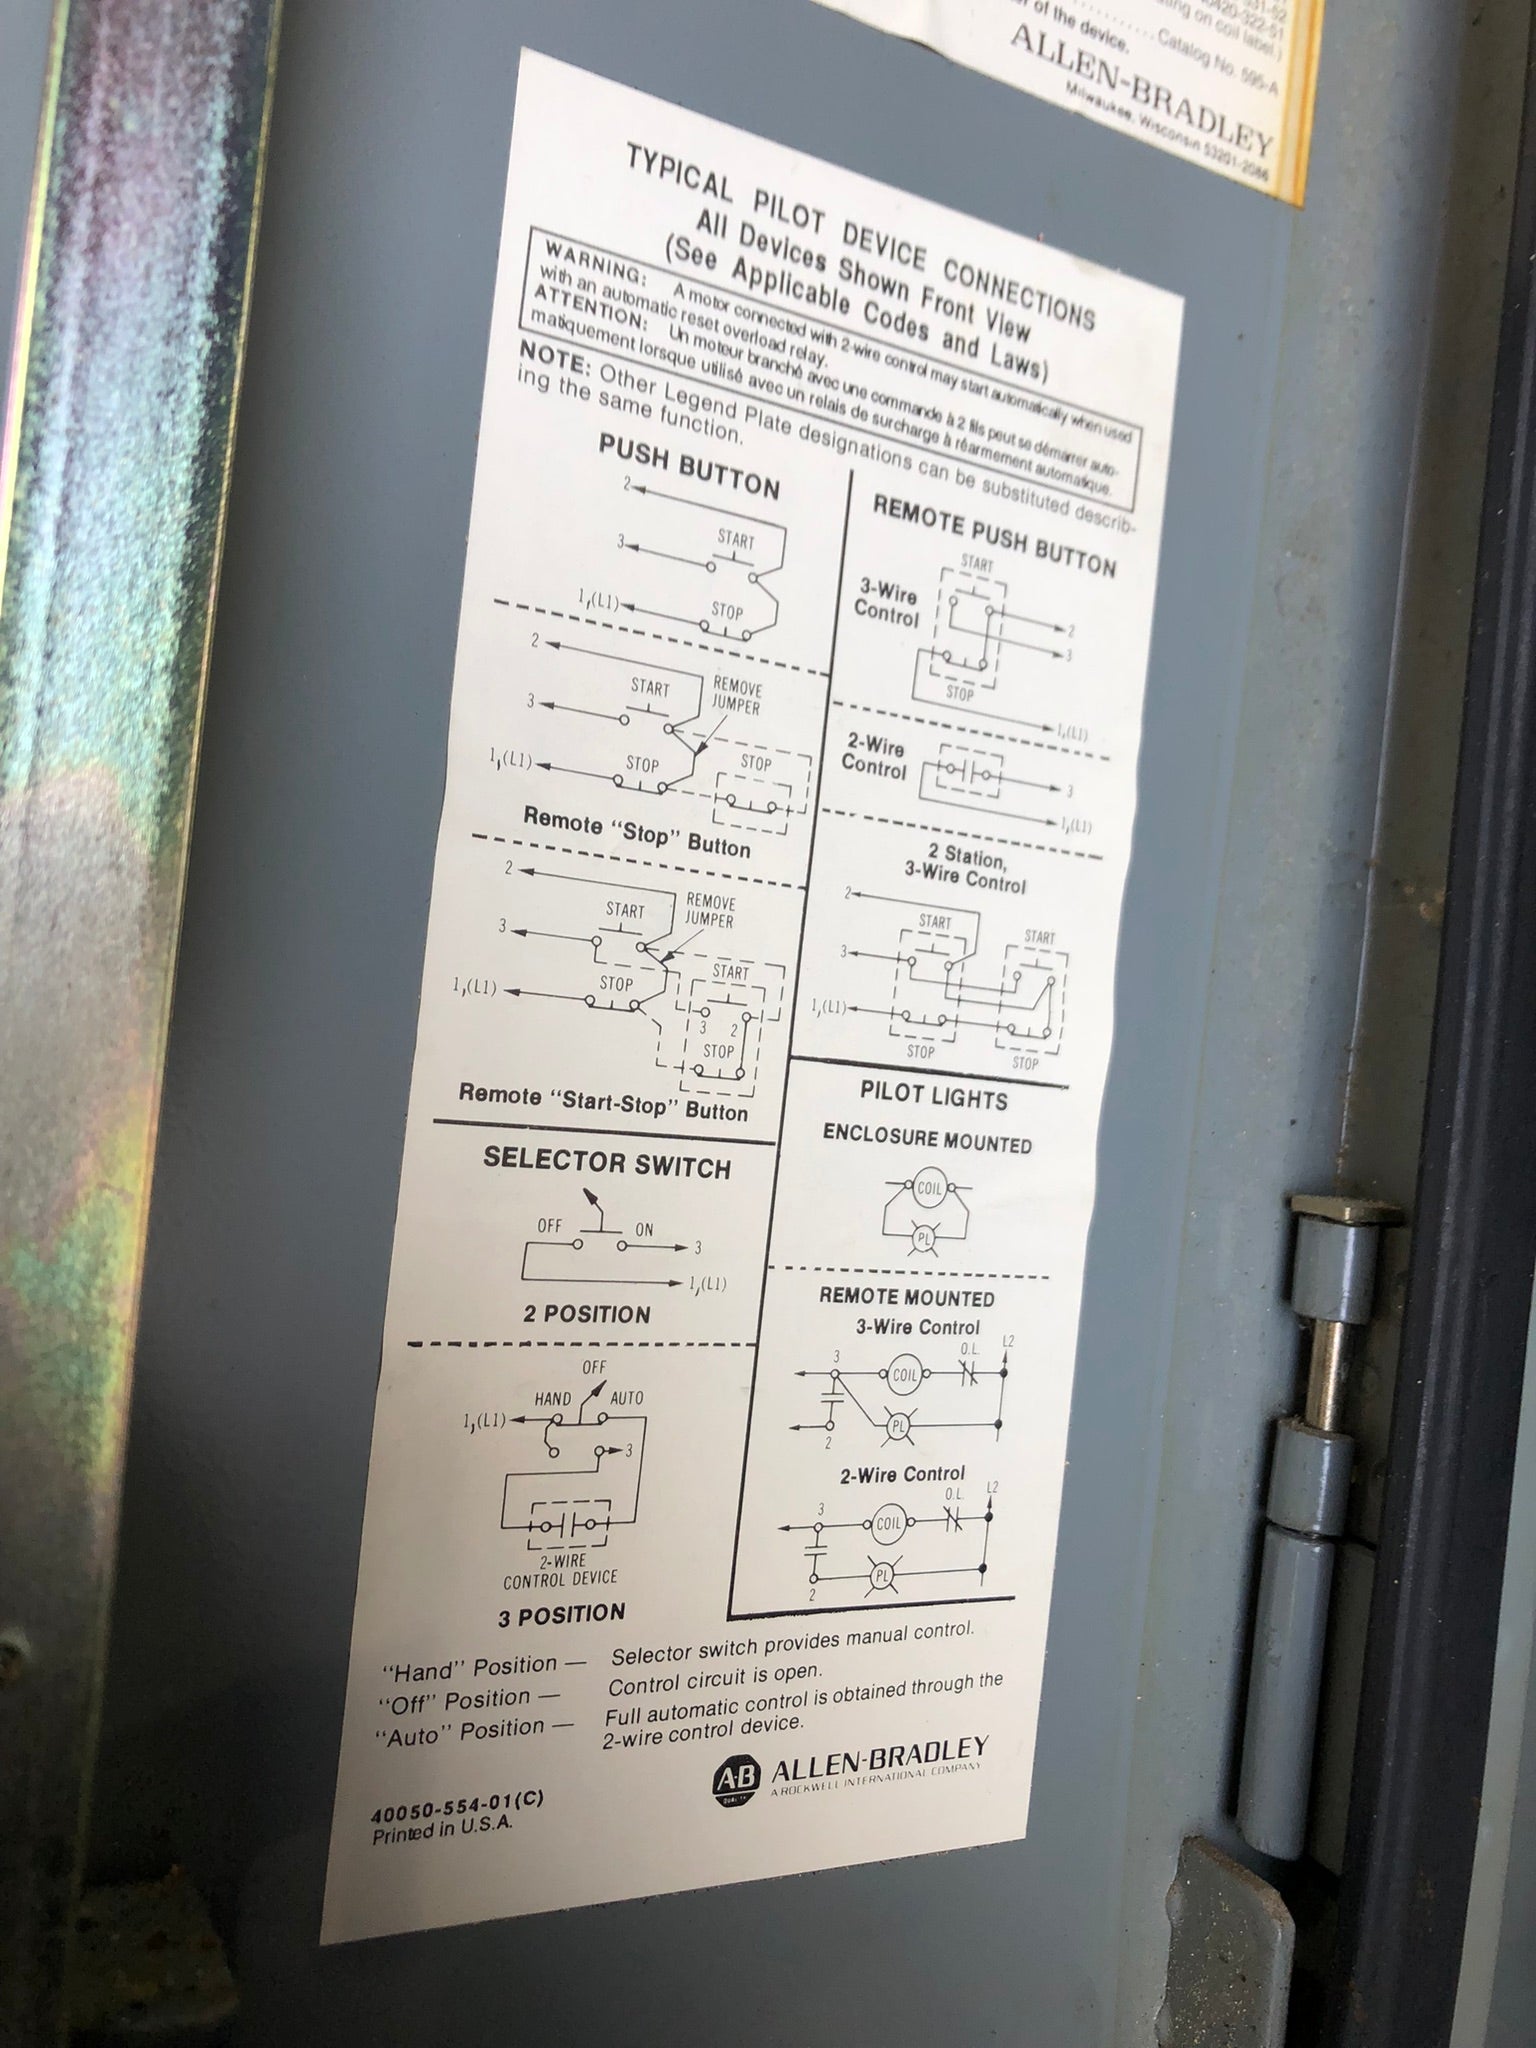 931-52
40420-322-51
ating on coil label.)
er of the device.
Catalog No. 595-A
ALLEN-BRADLEY
Milwaukee, Wisconsin 53201-2086
TYPICAL PILOT DEVICE CONNECTIONS
All Devices Shown Front View
(See Applicable Codes and Laws)
WARNING: A motor connected with 2-wire control may start automatically when used
with an automatic reset overload relay.
ATTENTION: Un moteur branché avec une commande à 2 fils peut se démarrer auto-
matiquement lorsque utilisé avec un relais de surcharge à réarmement automatique.
NOTE: Other Legend Plate designations can be substituted describ-
ing the same function.
PUSH BUTTON
2
START
3
1,(L1)
STOP
2
START
REMOVE
JUMPER
3
1,(L1)
STOP
STOP
Remote "Stop" Button
2
START
REMOVE
JUMPER
3
START
1,(L1)
STOP
3 2
STOP
Remote "Start-Stop" Button
SELECTOR SWITCH
OFF ON
3
1,(L1)
2 POSITION
OFF
HAND AUTO
1,(L1)
3
2-WIRE
CONTROL DEVICE
3 POSITION
REMOTE PUSH BUTTON
START
3-Wire
Control
2
3
STOP
1,(L1)
2-Wire
Control
3
1,(L1)
2 Station,
3-Wire Control
2
START
START
3
1,(L1)
STOP
STOP
PILOT LIGHTS
ENCLOSURE MOUNTED
COIL
PL
REMOTE MOUNTED
3-Wire Control
3 O.L. L2
COIL
PL
2
2-Wire Control
3 O.L. L2
COIL
PL
2
"Hand" Position — Selector switch provides manual control.
"Off" Position — Control circuit is open.
"Auto" Position — Full automatic control is obtained through the
2-wire control device.
A-B
QUALITY
ALLEN-BRADLEY
A ROCKWELL INTERNATIONAL COMPANY
40050-554-01(C)
Printed in U.S.A.